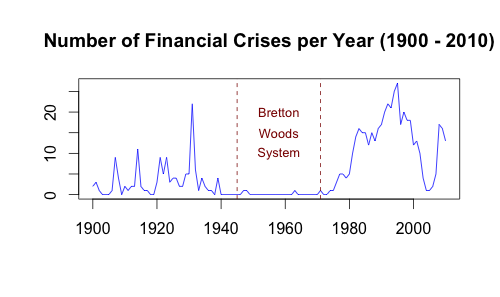 Number of Financial Crises per Year (1900 - 2010)
20
10
0
Bretton
Woods
System
1900 1920 1940 1960 1980 2000